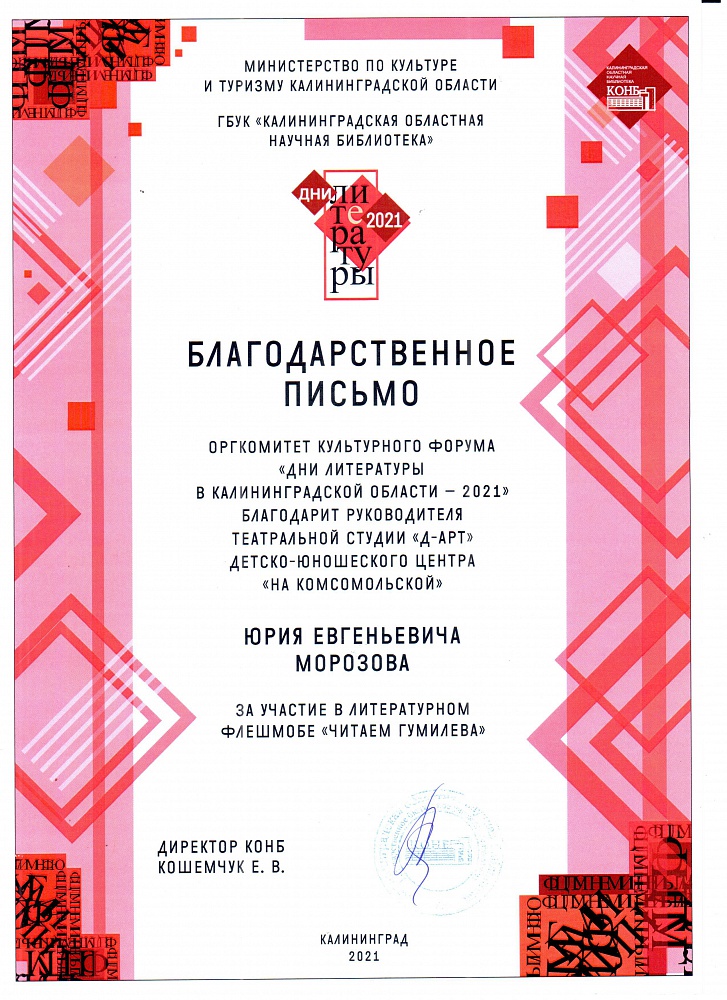 МИНИСТЕРСТВО ПО КУЛЬТУРЕ
И ТУРИЗМУ КАЛИНИНГРАДСКОЙ ОБЛАСТИ
ГБУК «КАЛИНИНГРАДСКАЯ ОБЛАСТНАЯ
НАУЧНАЯ БИБЛИОТЕКА»
КАЛИНИНГРАДСКАЯ
ОБЛАСТНАЯ
НАУЧНАЯ
БИБЛИОТЕКА
КОНБ
ДНИ
ли
те
ра
ту
ры
2021
БЛАГОДАРСТВЕННОЕ
ПИСЬМО
ОРГКОМИТЕТ КУЛЬТУРНОГО ФОРУМА
«ДНИ ЛИТЕРАТУРЫ
В КАЛИНИНГРАДСКОЙ ОБЛАСТИ – 2021»
БЛАГОДАРИТ РУКОВОДИТЕЛЯ
ТЕАТРАЛЬНОЙ СТУДИИ «Д-АРТ»
ДЕТСКО-ЮНОШЕСКОГО ЦЕНТРА
«НА КОМСОМОЛЬСКОЙ»
ЮРИЯ ЕВГЕНЬЕВИЧА
МОРОЗОВА
ЗА УЧАСТИЕ В ЛИТЕРАТУРНОМ
ФЛЕШМОБЕ «ЧИТАЕМ ГУМИЛЕВА»
ДИРЕКТОР КОНБ
КОШЕМЧУК Е. В.
КАЛИНИНГРАД
2021